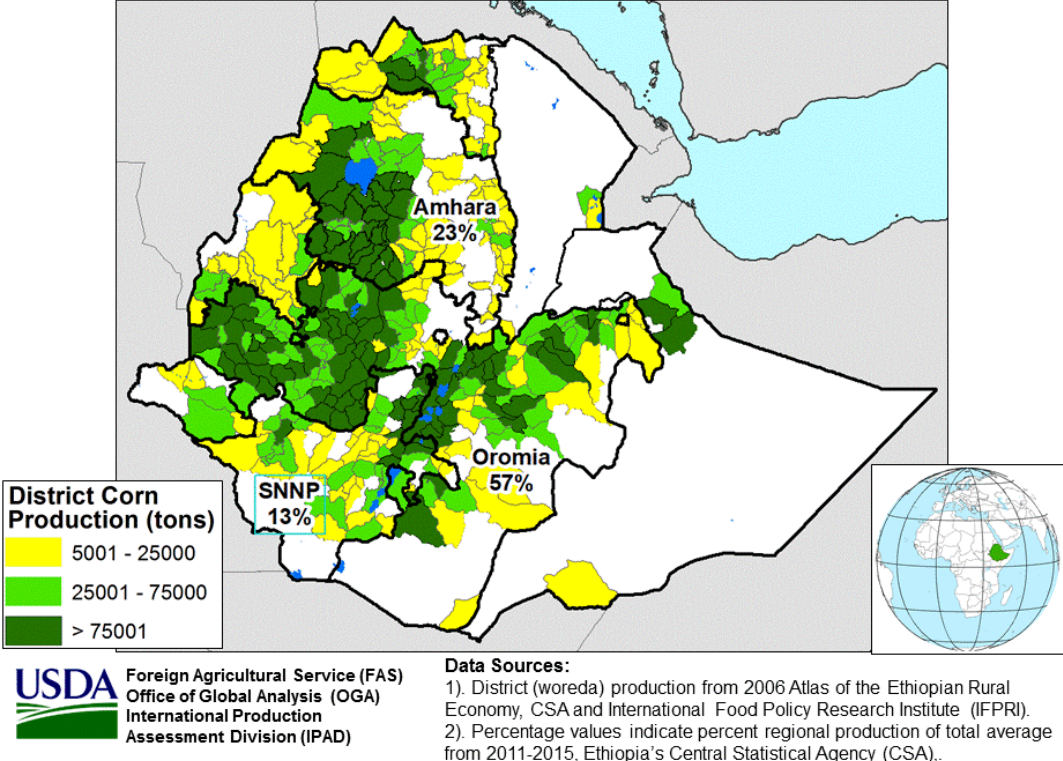 Amhara
23%
Oromia
57%
SNNP
13%
District Corn
Production (tons)
5001 - 25000
25001 - 75000
> 75001
USDA
Foreign Agricultural Service (FAS)
Office of Global Analysis (OGA)
International Production
Assessment Division (IPAD)
Data Sources:
1). District (woreda) production from 2006 Atlas of the Ethiopian Rural
Economy, CSA and International Food Policy Research Institute (IFPRI).
2). Percentage values indicate percent regional production of total average
from 2011-2015, Ethiopia's Central Statistical Agency (CSA),.